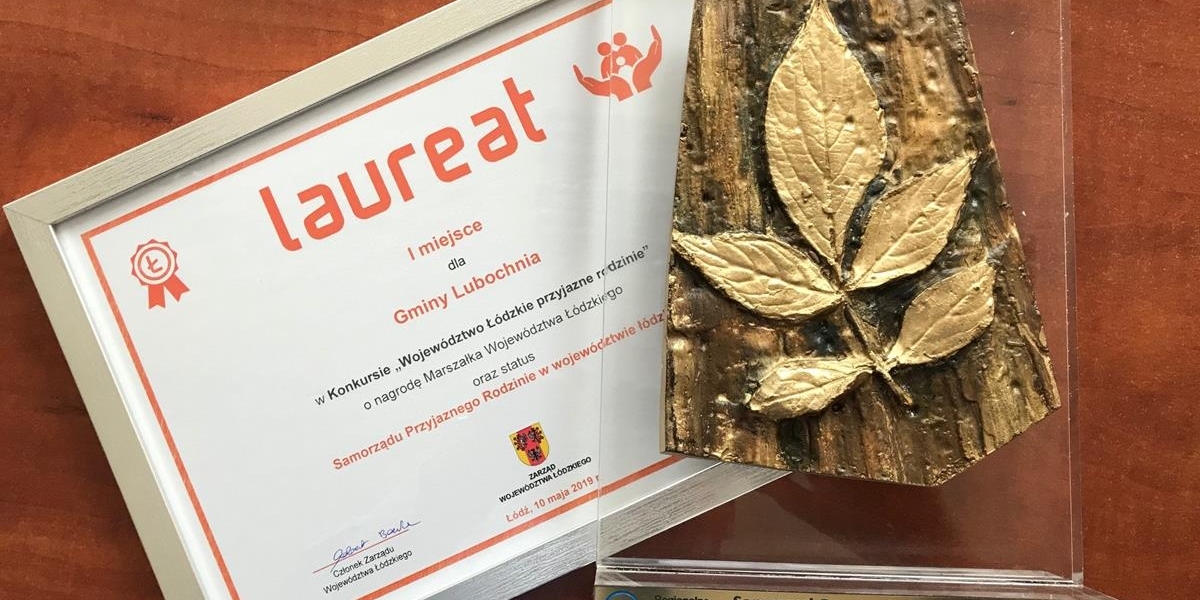 laureat
I miejsce
dla
Gminy Lubochnia
w Konkursie „Województwo Łódzkie przyjazne rodzinie”
o nagrodę Marszałka Województwa Łódzkiego
oraz status
Samorządu Przyjaznego Rodzinie w województwie łódz
ZARZĄD
WOJEWÓDZTWA ŁÓDZKIEGO
Łódź, 10 maja 2019 r
Członek Zarządu
Województwa Łódzkiego
Ł